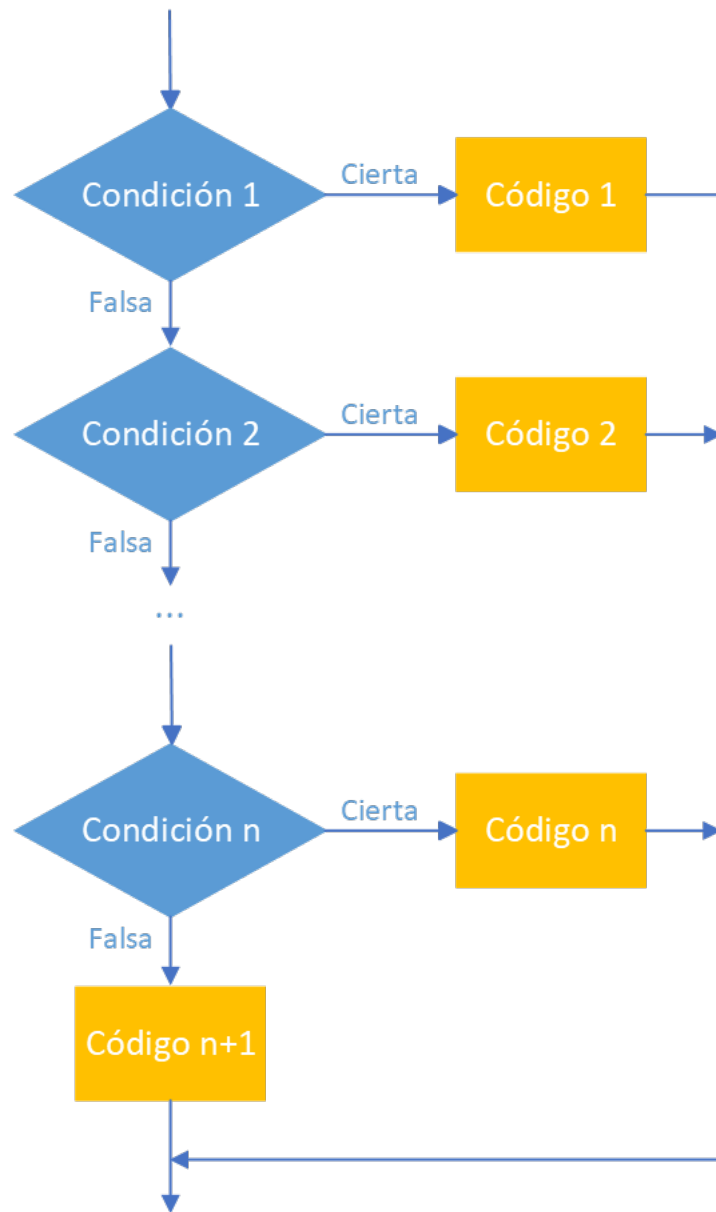 Condición 1
Cierta
Código 1
Falsa
Condición 2
Cierta
Código 2
Falsa
...
Condición n
Cierta
Código n
Falsa
Código n+1